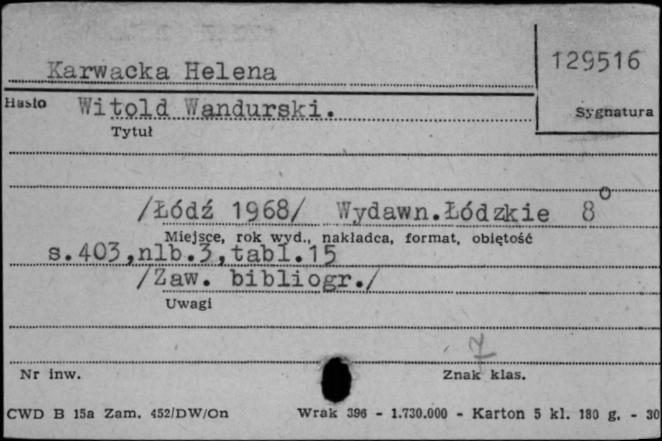 Karwacka Helena
129516
Hasło Witold Wandurski.
Sygnatura
Tytuł
/Łódź 1968/ Wydawn.Łódzkie 8°
Miejsce, rok wyd., nakładca, format, objętość
s.403,nlb.3,tabl.15
/Zaw. bibliogr./
Uwagi
7
Nr inw. Znak klas.
CWD B 15a Zam. 452/DW/On Wrak 396 - 1.730.000 - Karton 5 kl. 180 g. - 30